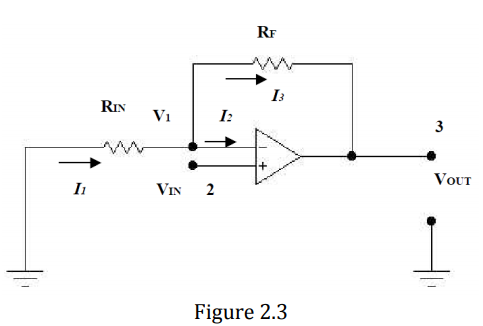 RF
I3
RIN V1 I2
3
- 
+
I1 VIN 2 VOUT
Figure 2.3